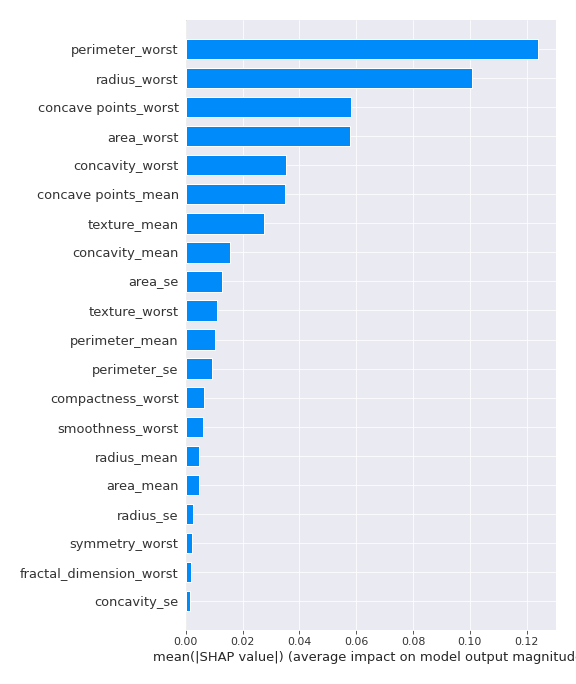 perimeter_worst
radius_worst
concave points_worst
area_worst
concavity_worst
concave points_mean
texture_mean
concavity_mean
area_se
texture_worst
perimeter_mean
perimeter_se
compactness_worst
smoothness_worst
radius_mean
area_mean
radius_se
symmetry_worst
fractal_dimension_worst
concavity_se
0.00 0.02 0.04 0.06 0.08 0.10 0.12
mean(|SHAP value|) (average impact on model output magnitud